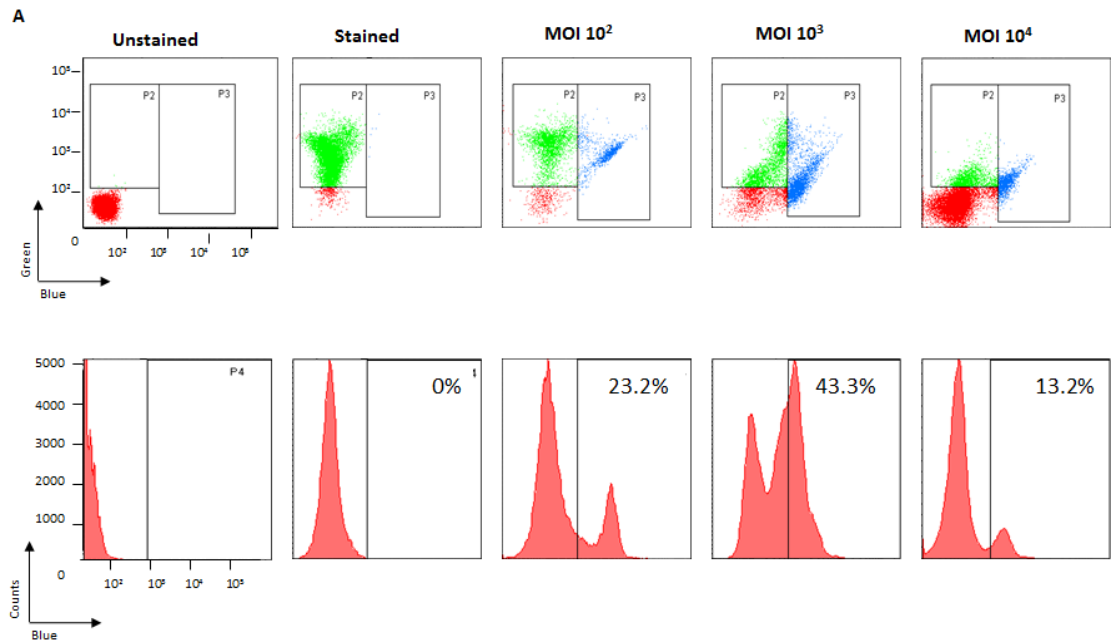 A
Unstained
Stained
MOI 10²
MOI 10³
MOI 10⁴
10⁵
10⁴
10³
10²
0
P2
P3
P2
P3
P2
P3
P2
P3
P2
P3
10²
10³
10⁴
10⁵
Green
Blue
5000
4000
3000
2000
1000
0
P4
0%
23.2%
43.3%
13.2%
10²
10³
10⁴
10⁵
Counts
Blue